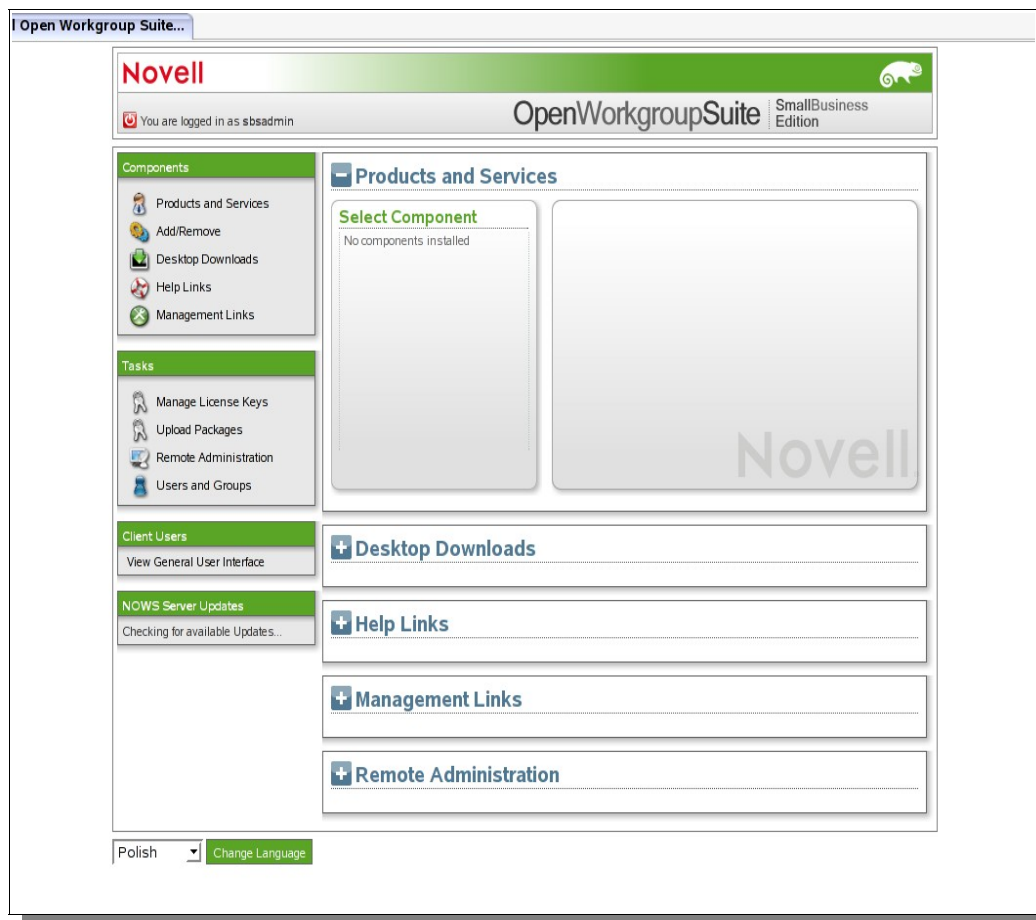 l Open Workgroup Suite...
Novell
You are logged in as sbsadmin
OpenWorkgroupSuite
SmallBusiness
Edition
Components
Products and Services
Add/Remove
Desktop Downloads
Help Links
Management Links
Tasks
Manage License Keys
Upload Packages
Remote Administration
Users and Groups
Client Users
View General User Interface
NOWS Server Updates
Checking for available Updates...
Products and Services
Select Component
No components installed
Novell
Desktop Downloads
Help Links
Management Links
Remote Administration
Polish
Change Language